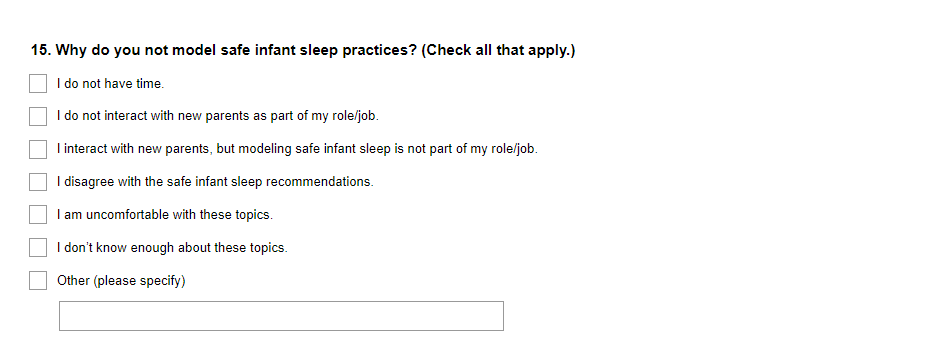 15. Why do you not model safe infant sleep practices? (Check all that apply.)
I do not have time.
I do not interact with new parents as part of my role/job.
I interact with new parents, but modeling safe infant sleep is not part of my role/job.
I disagree with the safe infant sleep recommendations.
I am uncomfortable with these topics.
I don't know enough about these topics.
Other (please specify)